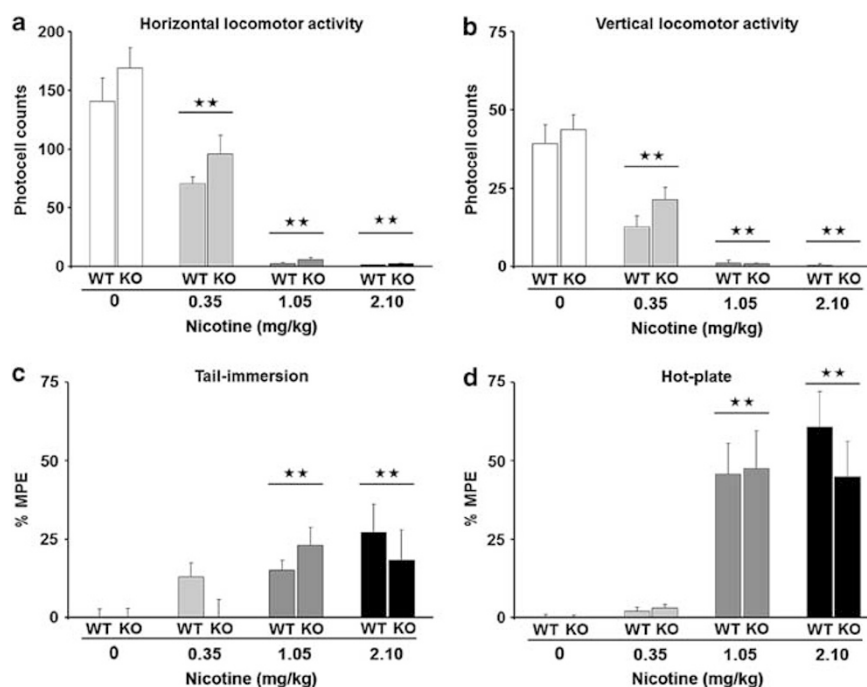 a Horizontal locomotor activity
200
150
100
50
0
Photocell counts
★★
★★
★★
WT KO WT KO WT KO WT KO
0 0.35 1.05 2.10
Nicotine (mg/kg)
b Vertical locomotor activity
75
50
25
0
Photocell counts
★★
★★
★★
WT KO WT KO WT KO WT KO
0 0.35 1.05 2.10
Nicotine (mg/kg)
c Tail-immersion
75
50
25
0
% MPE
★★
★★
WT KO WT KO WT KO WT KO
0 0.35 1.05 2.10
Nicotine (mg/kg)
d Hot-plate
75
50
25
0
% MPE
★★
★★
WT KO WT KO WT KO WT KO
0 0.35 1.05 2.10
Nicotine (mg/kg)